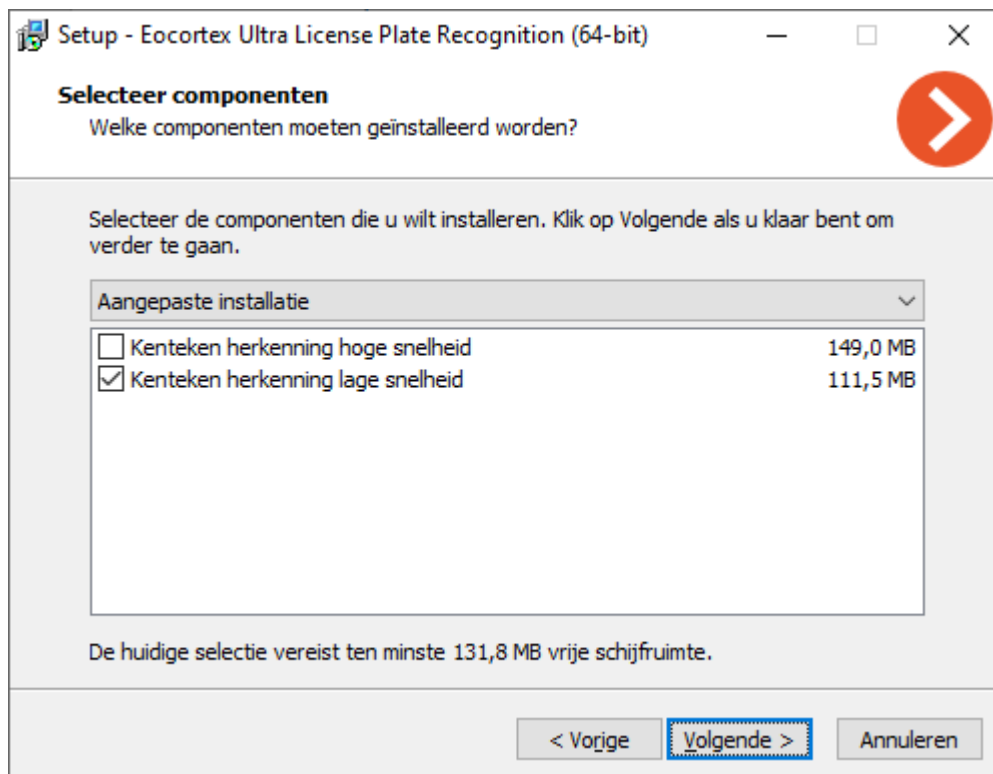 Setup - Eocortex Ultra License Plate Recognition (64-bit)
Selecteer componenten
Welke componenten moeten geïnstalleerd worden?
Selecteer de componenten die u wilt installeren. Klik op Volgende als u klaar bent om
verder te gaan.
Aangepaste installatie
Kenteken herkenning hoge snelheid 149,0 MB
Kenteken herkenning lage snelheid 111,5 MB
De huidige selectie vereist ten minste 131,8 MB vrije schijfruimte.
< Vorige Volgende > Annuleren